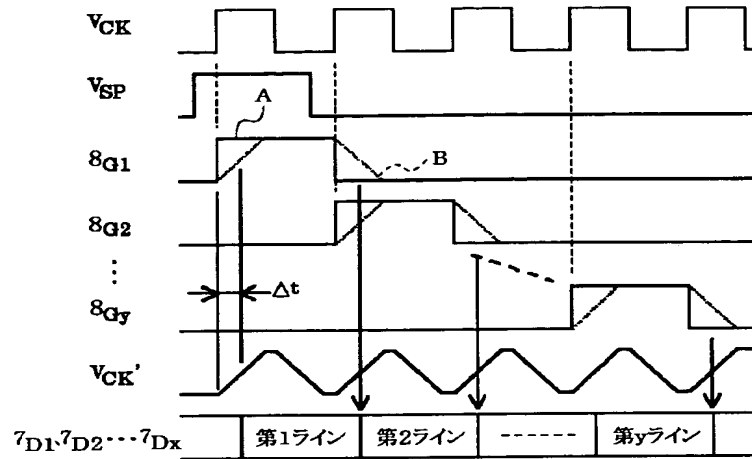 VCK
VSP
A
8G1
B
8G2
⋮
Δt
8Gy
VCK'
7D1、7D2…7Dx
第1ライン
第2ライン
-----
第yライン